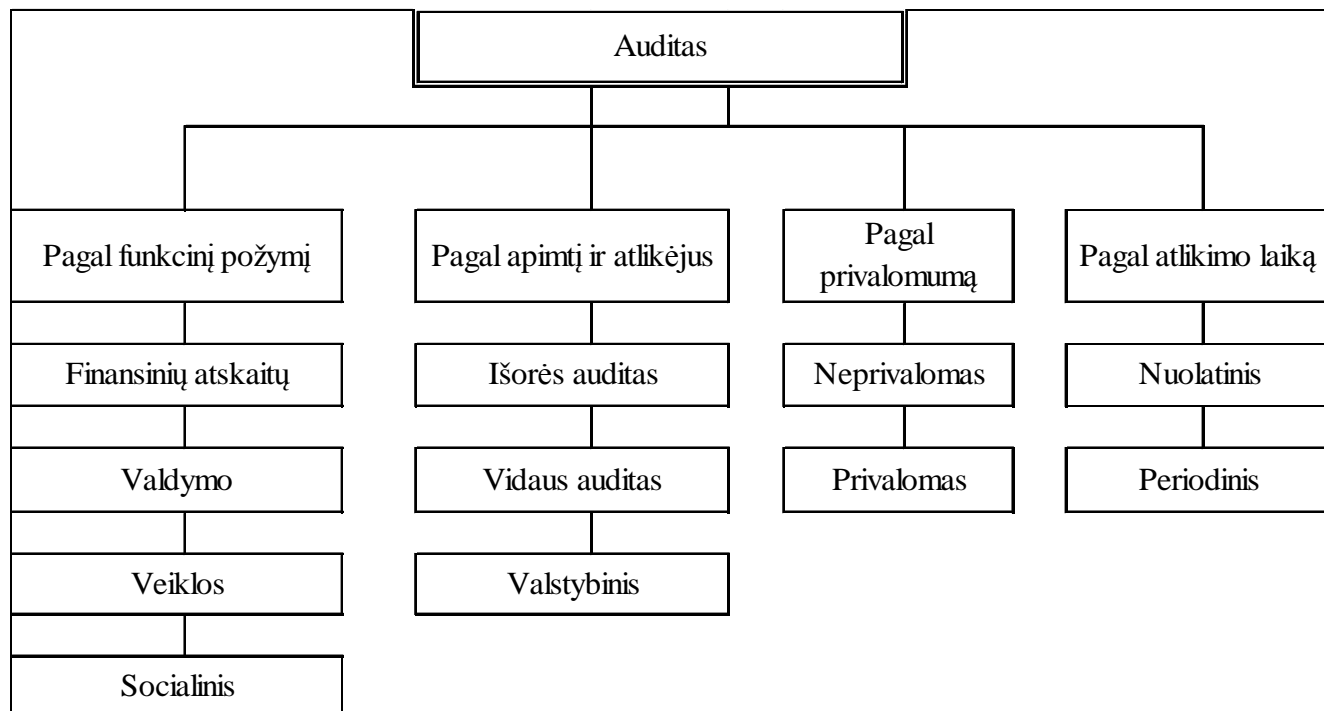 Auditas
Pagal funkcinį požymį
Pagal apimtį ir atlikėjus
Pagal
privalomumą
Pagal atlikimo laiką
Finansinių atskaitų
Išorės auditas
Neprivalomas
Nuolatinis
Valdymo
Vidaus auditas
Privalomas
Periodinis
Veiklos
Valstybinis
Socialinis